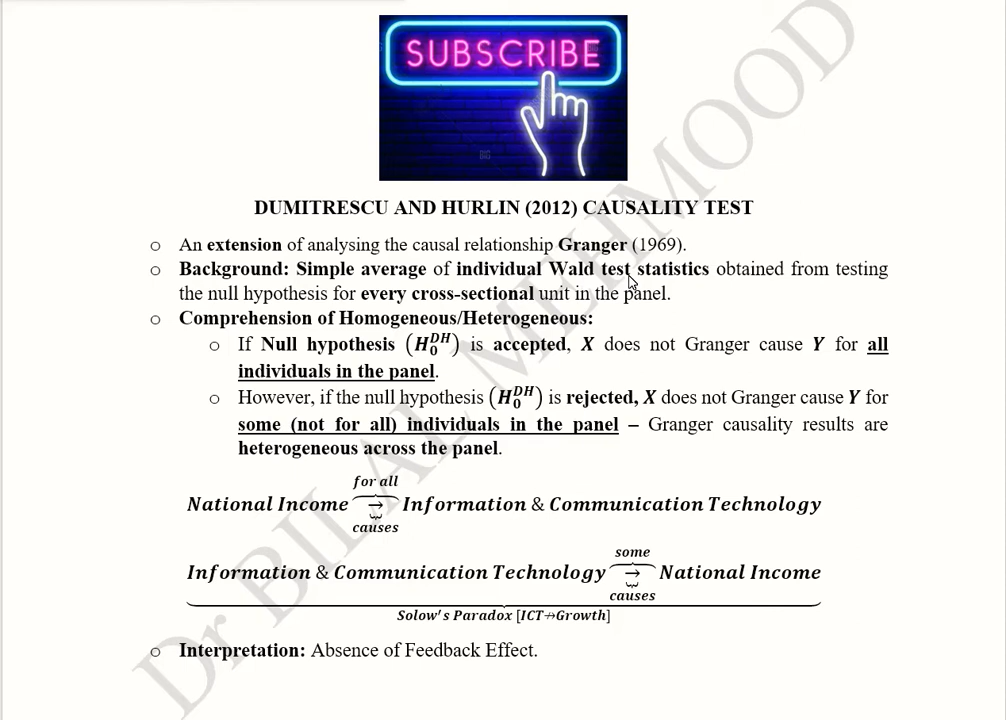 SUBSCRIBE
DUMITRESCU AND HURLIN (2012) CAUSALITY TEST
o An extension of analysing the causal relationship Granger (1969).
o Background: Simple average of individual Wald test statistics obtained from testing
the null hypothesis for every cross-sectional unit in the panel.
o Comprehension of Homogeneous/Heterogeneous:
o If Null hypothesis (H₀ᴰᴴ) is accepted, X does not Granger cause Y for all
individuals in the panel.
o However, if the null hypothesis (H₀ᴰᴴ) is rejected, X does not Granger cause Y for
some (not for all) individuals in the panel – Granger causality results are
heterogeneous across the panel.
for all
National Income → Information & Communication Technology
causes
some
Information & Communication Technology → National Income
causes
Solow's Paradox [ICT↛Growth]
o Interpretation: Absence of Feedback Effect.
Dr BILAL MEHMOOD